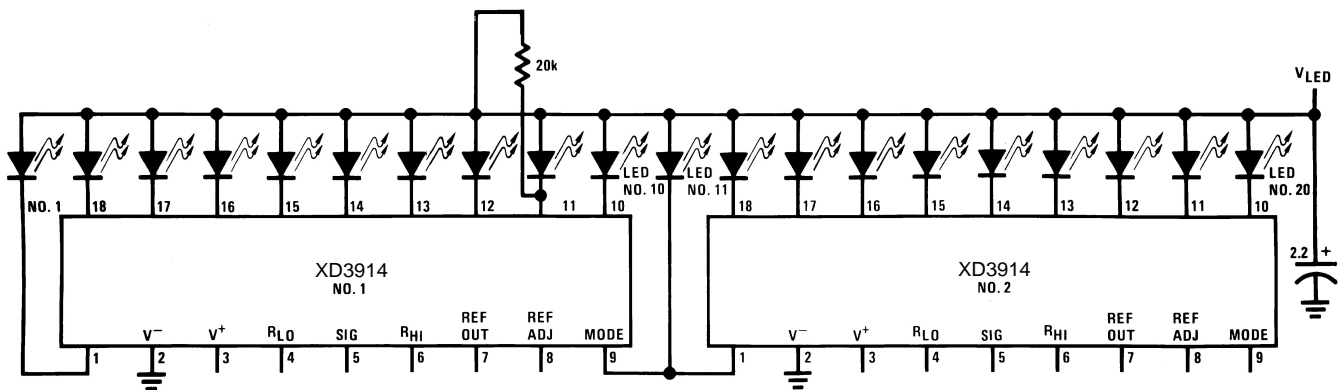 20k
V LED
LED NO. 10
LED NO. 11
LED NO. 20
NO. 1 18 17 16 15 14 13 12 11 10
18 17 16 15 14 13 12 11 10
2.2 +
XD3914
NO. 1
XD3914
NO. 2
V− V+ RLO SIG RHI REF OUT REF ADJ MODE
1 2 3 4 5 6 7 8 9
V− V+ RLO SIG RHI REF OUT REF ADJ MODE
1 2 3 4 5 6 7 8 9